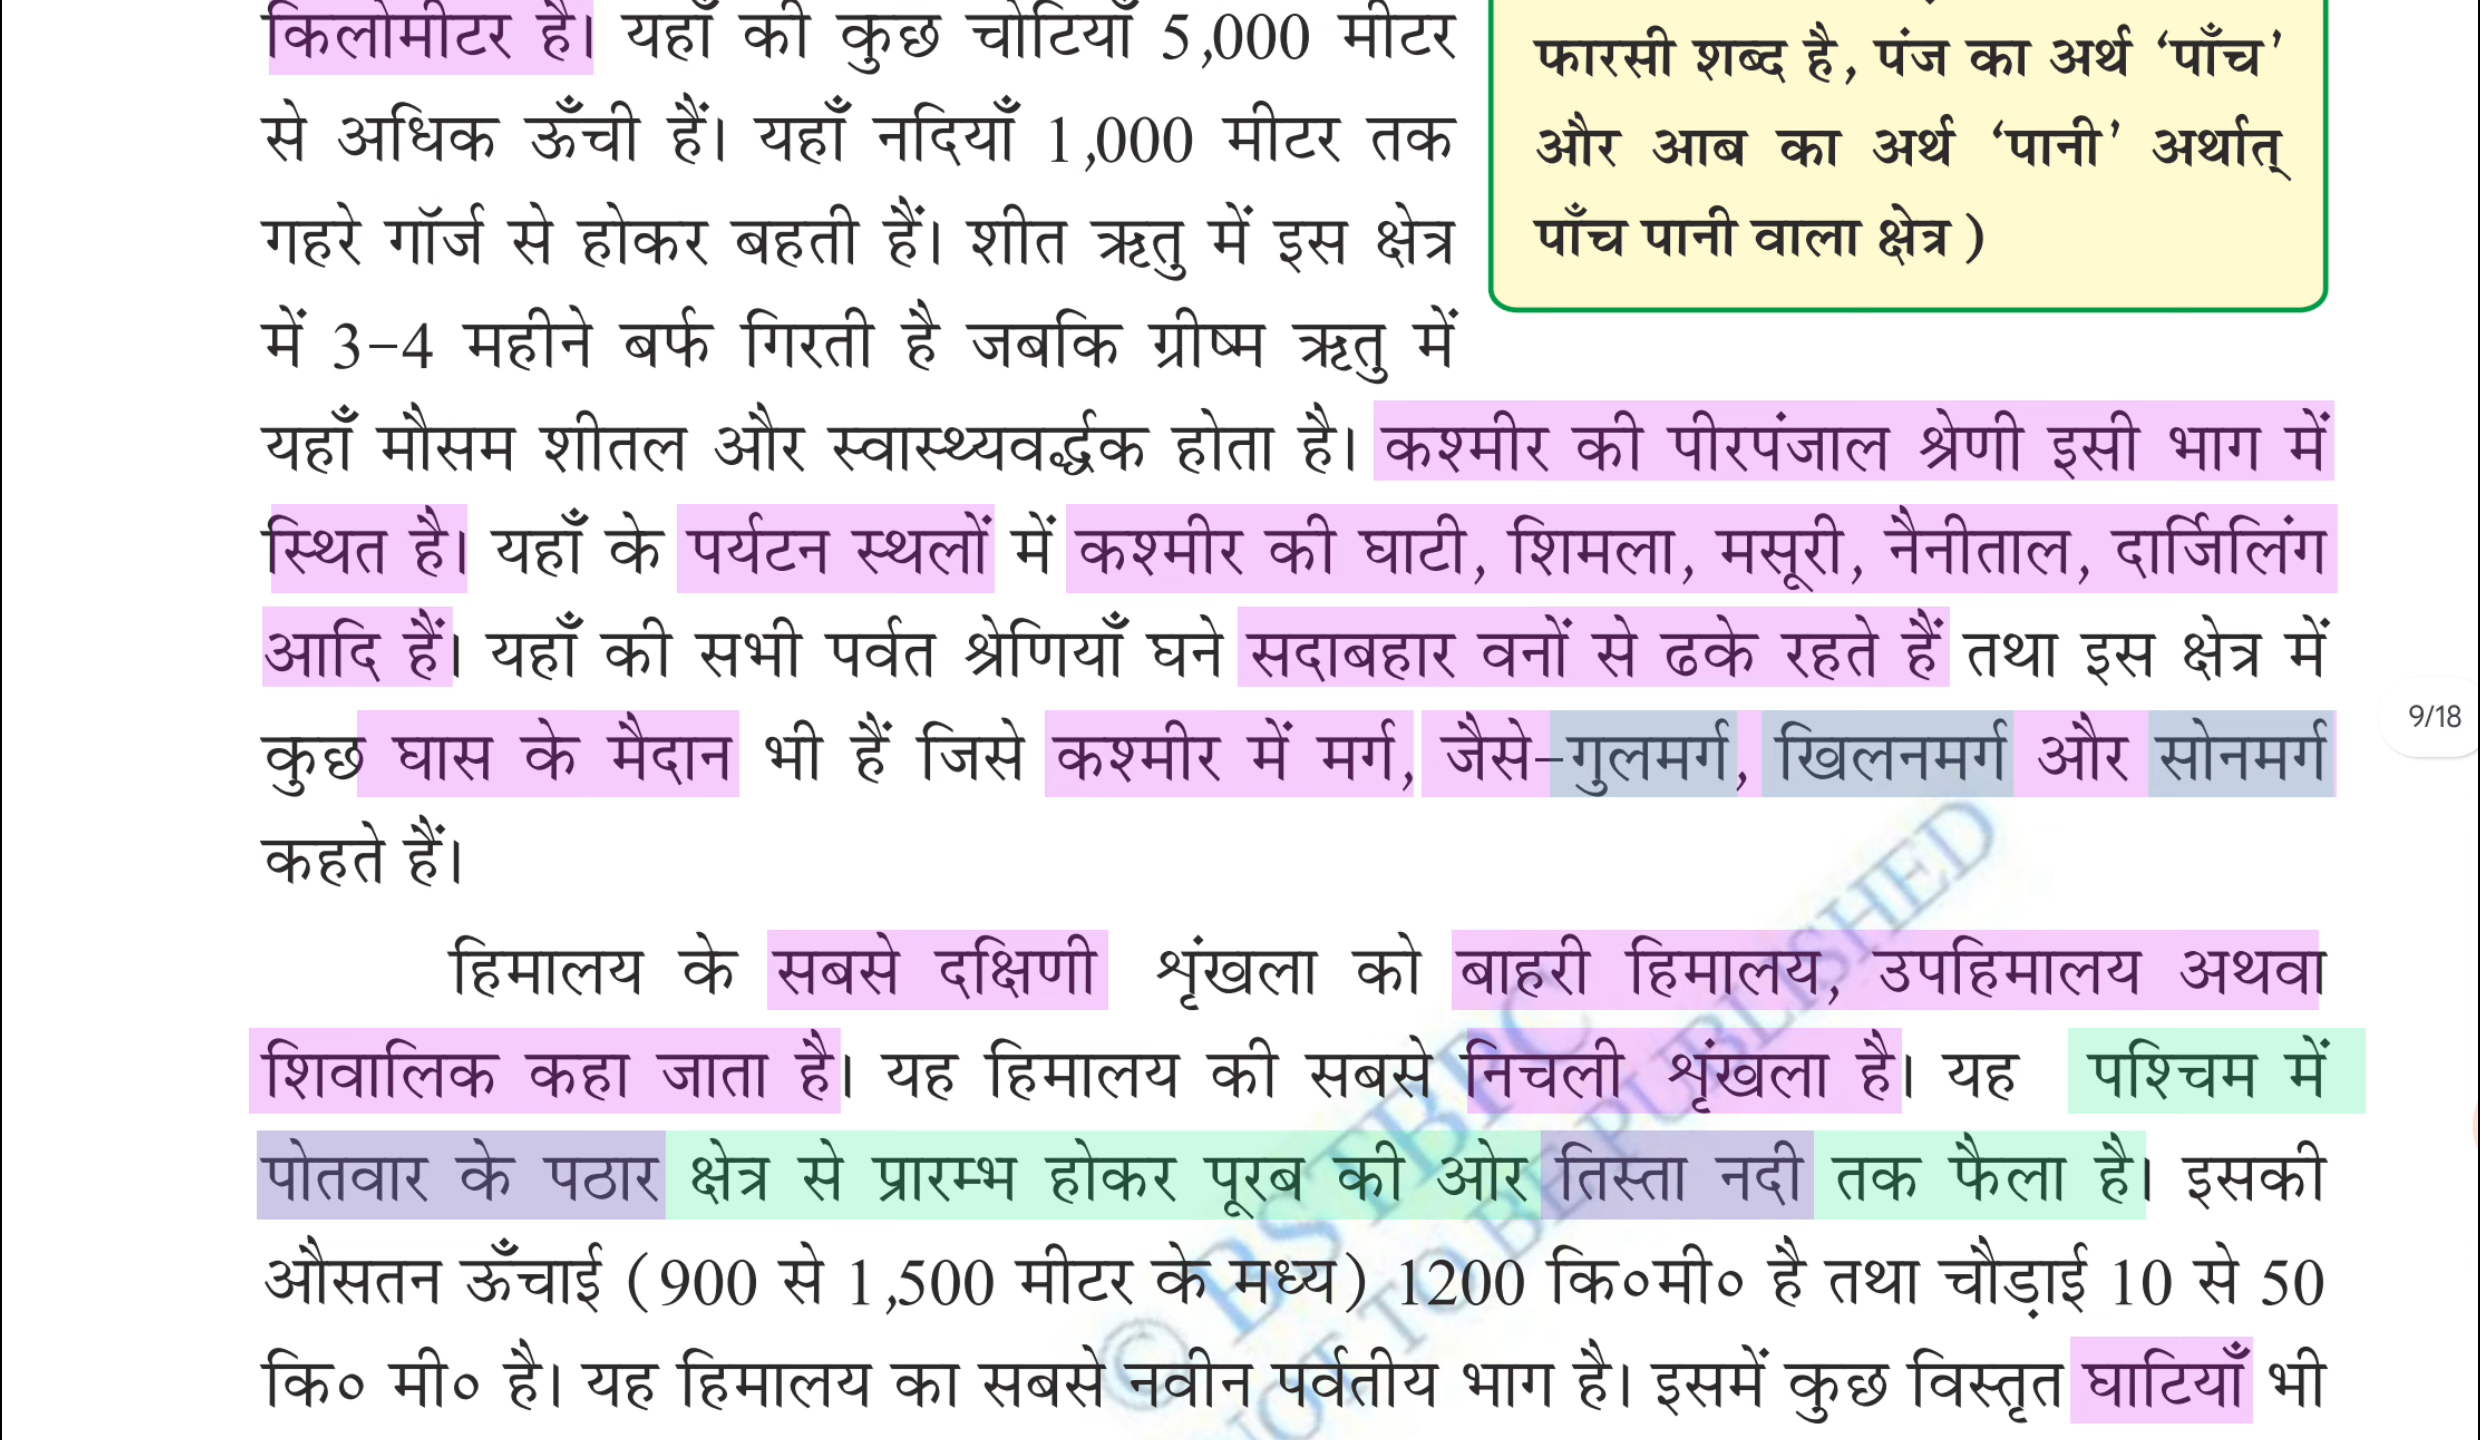 किलोमीटर है। यहाँ की कुछ चोटियाँ 5,000 मीटर
से अधिक ऊँची हैं। यहाँ नदियाँ 1,000 मीटर तक
गहरे गॉर्ज से होकर बहती हैं। शीत ऋतु में इस क्षेत्र
में 3-4 महीने बर्फ गिरती है जबकि ग्रीष्म ऋतु में
फारसी शब्द है, पंज का अर्थ ‘पाँच’
और आब का अर्थ ‘पानी’ अर्थात्
पाँच पानी वाला क्षेत्र)
यहाँ मौसम शीतल और स्वास्थ्यवर्द्धक होता है। कश्मीर की पीरपंजाल श्रेणी इसी भाग में
स्थित है। यहाँ के पर्यटन स्थलों में कश्मीर की घाटी, शिमला, मसूरी, नैनीताल, दार्जिलिंग
आदि हैं। यहाँ की सभी पर्वत श्रेणियाँ घने सदाबहार वनों से ढके रहते हैं तथा इस क्षेत्र में
कुछ घास के मैदान भी हैं जिसे कश्मीर में मर्ग, जैसे-गुलमर्ग, खिलनमर्ग और सोनमर्ग
कहते हैं।
हिमालय के सबसे दक्षिणी शृंखला को बाहरी हिमालय, उपहिमालय अथवा
शिवालिक कहा जाता है। यह हिमालय की सबसे निचली शृंखला है। यह पश्चिम में
पोतवार के पठार क्षेत्र से प्रारम्भ होकर पूरब की ओर तिस्ता नदी तक फैला है। इसकी
औसतन ऊँचाई (900 से 1,500 मीटर के मध्य) 1200 कि०मी० है तथा चौड़ाई 10 से 50
कि० मी० है। यह हिमालय का सबसे नवीन पर्वतीय भाग है। इसमें कुछ विस्तृत घाटियाँ भी
9/18
© BSTBPC
NOT TO BE PUBLISHED